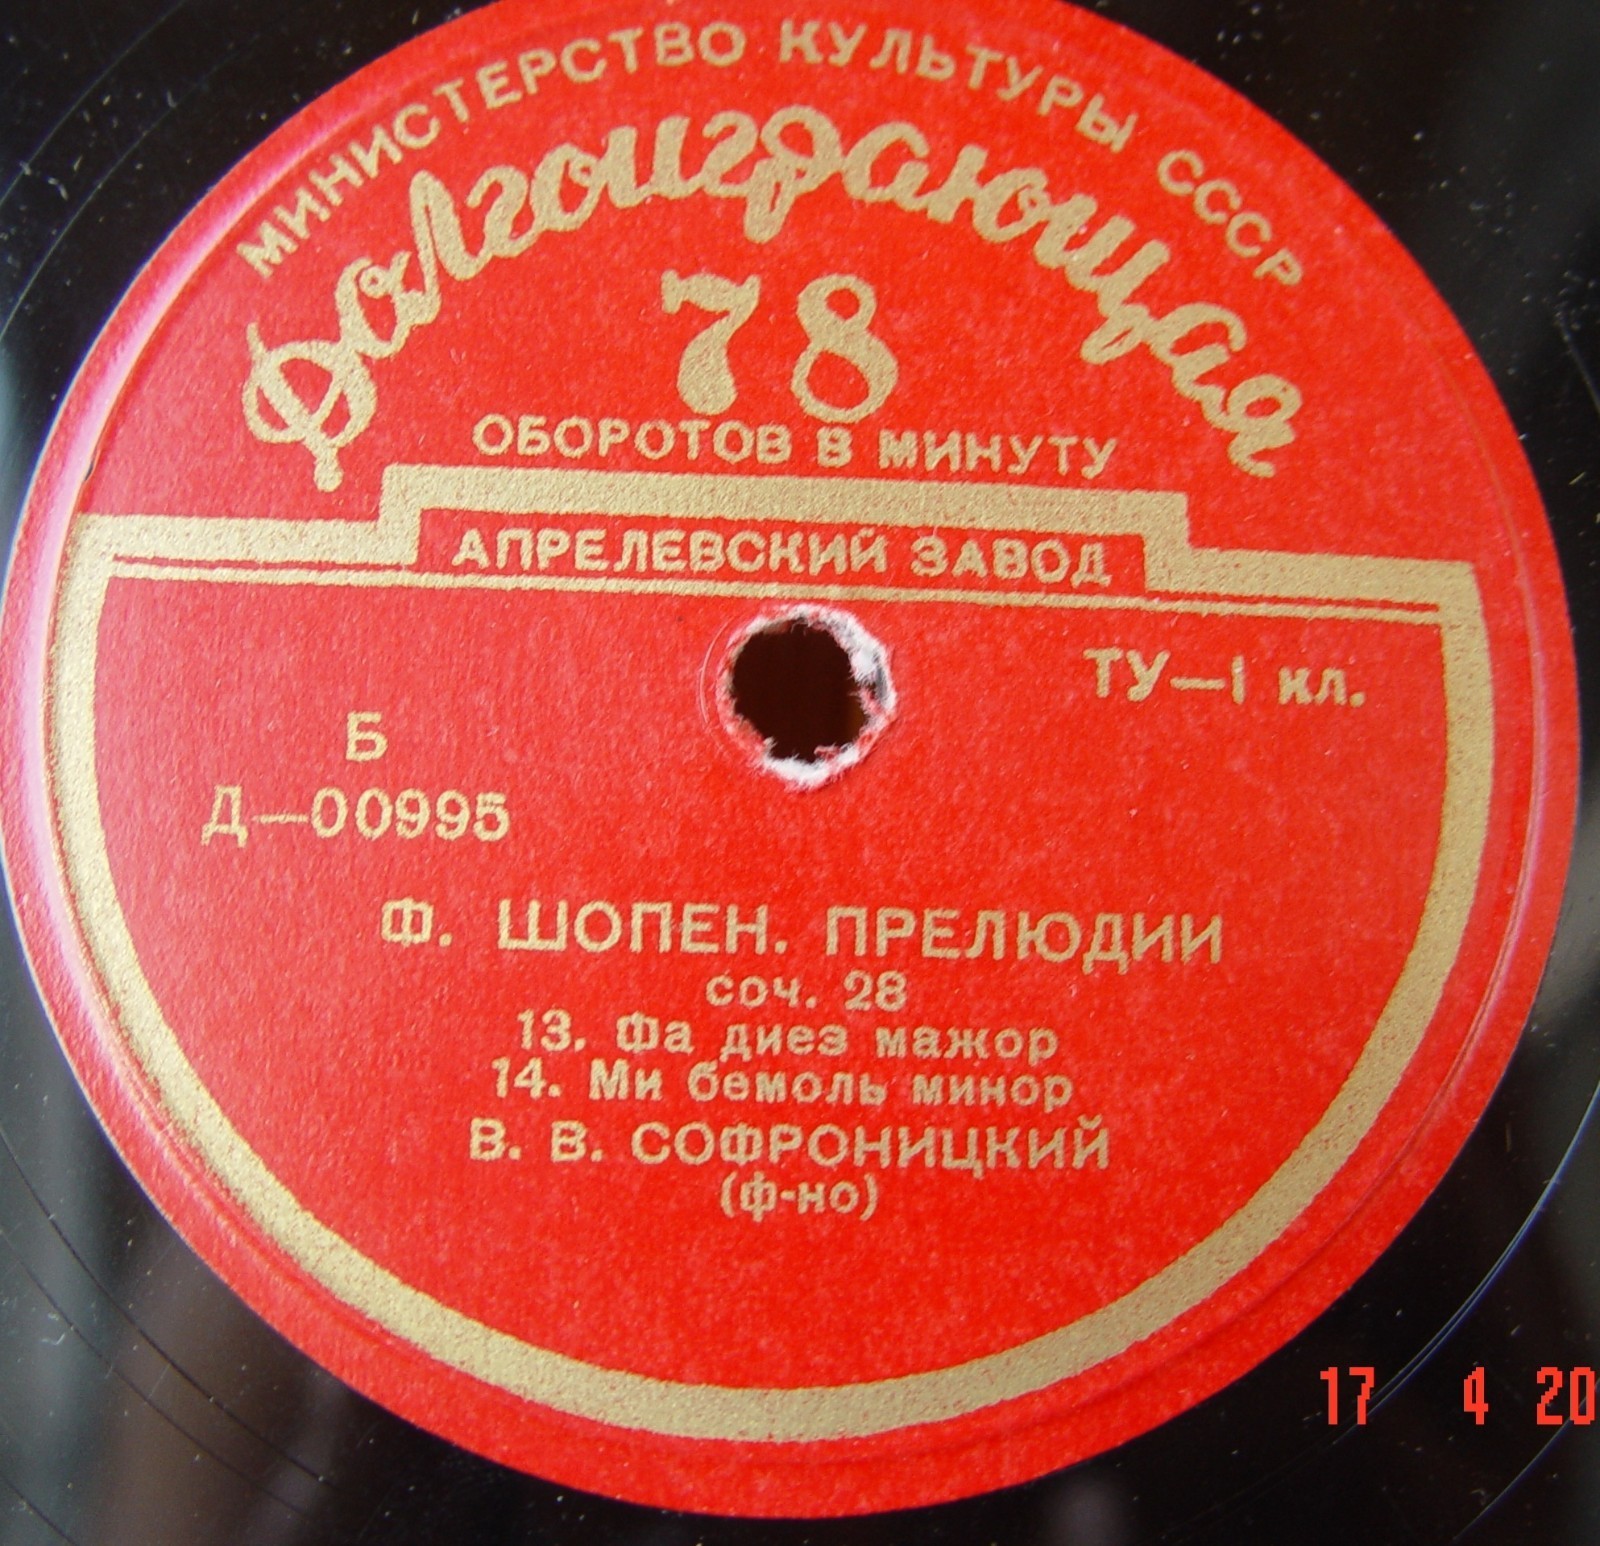 МИНИСТЕРСТВО КУЛЬТУРЫ СССР
Долгоиграющая
78
ОБОРОТОВ В МИНУТУ
АПРЕЛЕВСКИЙ ЗАВОД
ТУ—1 кл.
Б
Д—00995
Ф. ШОПЕН. ПРЕЛЮДИИ
соч. 28
13. Фа диез мажор
14. Ми бемоль минор
В. В. СОФРОНИЦКИЙ
(ф-но)
17 4 20